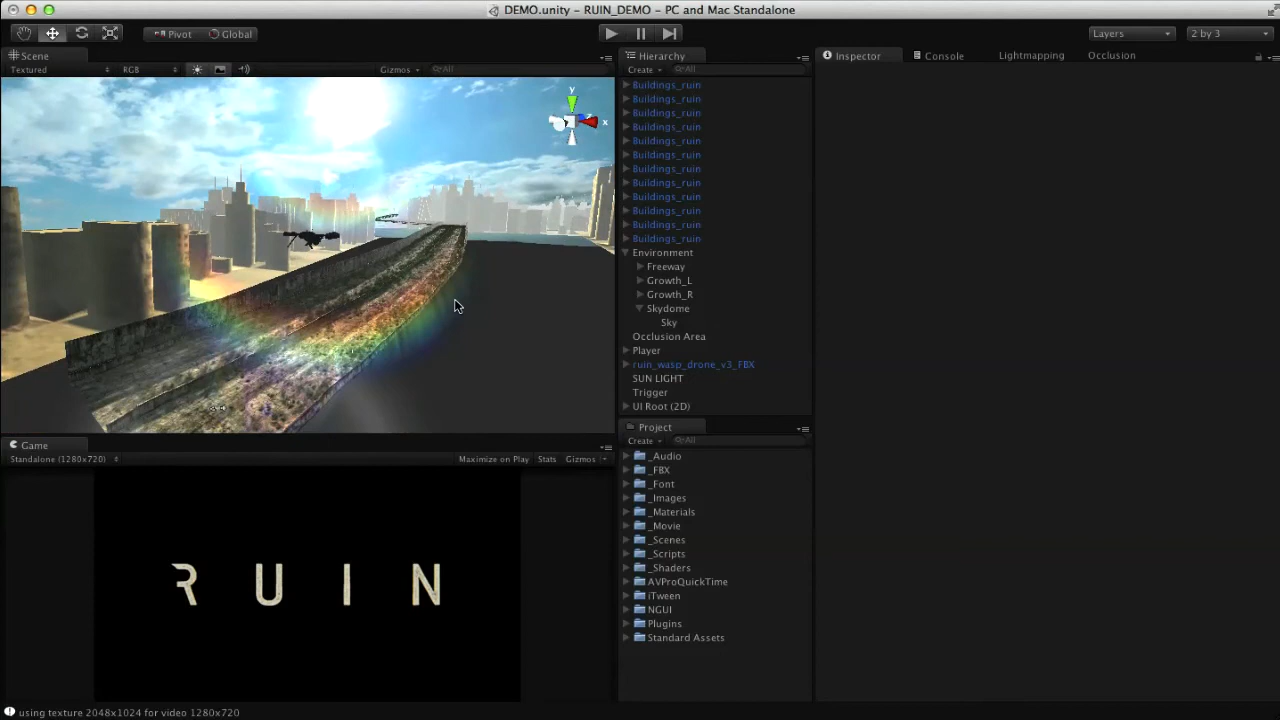 DEMO.unity – RUIN_DEMO – PC and Mac Standalone
Pivot Global
Layers 2 by 3
Scene
Textured RGB Gizmos All
y
x
Game
Standalone (1280x720) Maximize on Play Stats Gizmos
R U I N
Hierarchy
Create All
Buildings_ruin
Buildings_ruin
Buildings_ruin
Buildings_ruin
Buildings_ruin
Buildings_ruin
Buildings_ruin
Buildings_ruin
Buildings_ruin
Buildings_ruin
Buildings_ruin
Buildings_ruin
Environment
Freeway
Growth_L
Growth_R
Skydome
Sky
Occlusion Area
Player
ruin_wasp_drone_v3_FBX
SUN LIGHT
Trigger
UI Root (2D)
Project
Create All
_Audio
_FBX
_Font
_Images
_Materials
_Movie
_Scenes
_Scripts
_Shaders
AVProQuickTime
iTween
NGUI
Plugins
Standard Assets
Inspector Console Lightmapping Occlusion
using texture 2048x1024 for video 1280x720